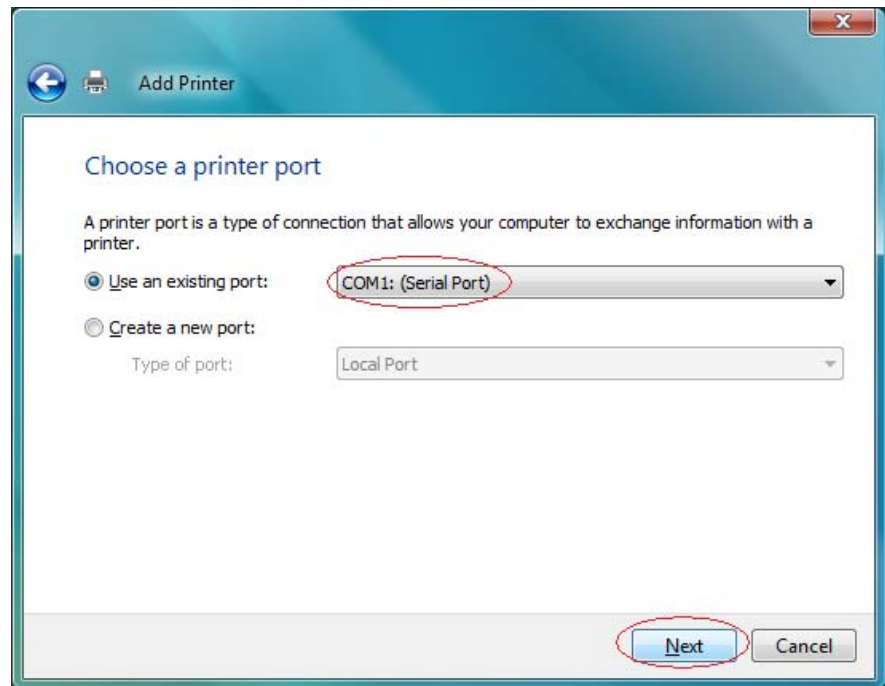 Add Printer
Choose a printer port
A printer port is a type of connection that allows your computer to exchange information with a
printer.
Use an existing port: COM1: (Serial Port)
Create a new port:
Type of port: Local Port
Next Cancel